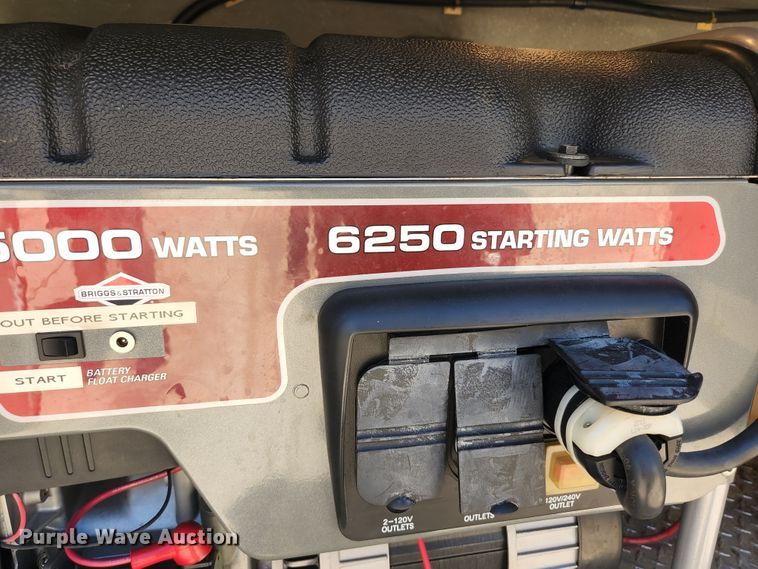 5000 WATTS
6250 STARTING WATTS
BRIGGS & STRATTON
OUT BEFORE STARTING
START
BATTERY
FLOAT CHARGER
2-120V
OUTLETS
OUTLETS
120V/240V
OUTLET
Purple Wave Auction